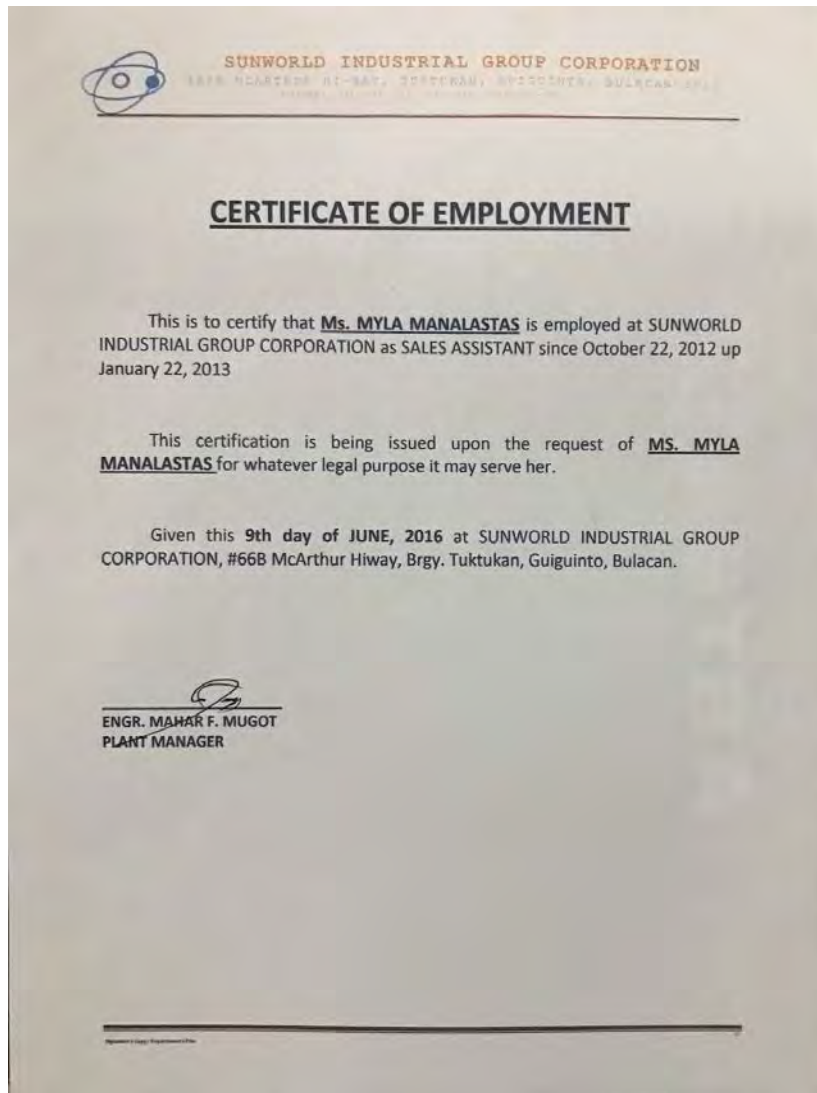 SUNWORLD INDUSTRIAL GROUP CORPORATION
CERTIFICATE OF EMPLOYMENT
This is to certify that Ms. MYLA MANALASTAS is employed at SUNWORLD
INDUSTRIAL GROUP CORPORATION as SALES ASSISTANT since October 22, 2012 up
January 22, 2013
This certification is being issued upon the request of MS. MYLA
MANALASTAS for whatever legal purpose it may serve her.
Given this 9th day of JUNE, 2016 at SUNWORLD INDUSTRIAL GROUP
CORPORATION, #66B McArthur Hiway, Brgy. Tuktukan, Guiguinto, Bulacan.
ENGR. MAHAR F. MUGOT
PLANT MANAGER